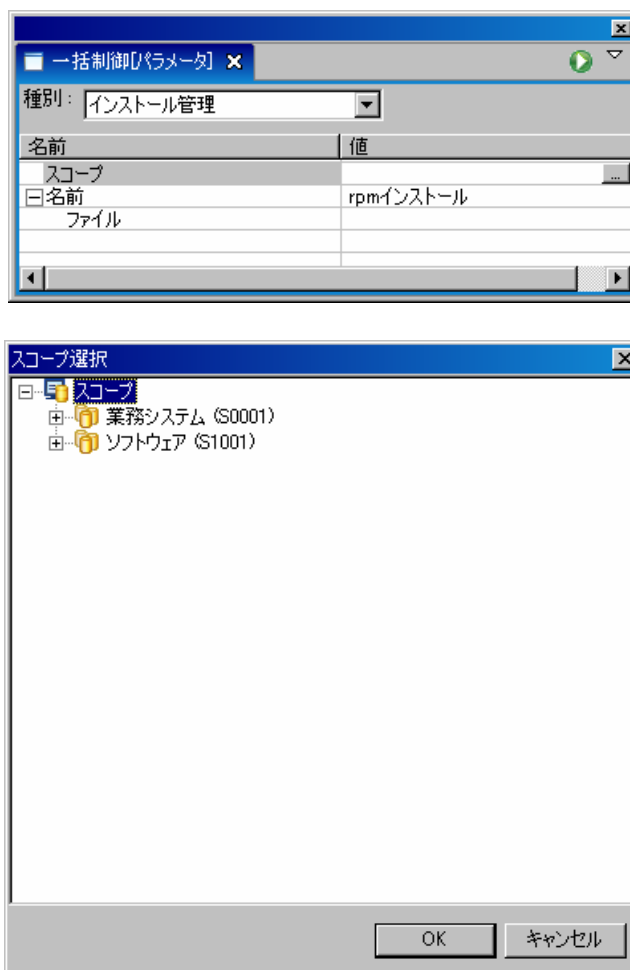 一括制御[パラメータ]
種別: インストール管理
名前 値
スコープ ...
名前 rpmインストール
ファイル
スコープ選択
スコープ
業務システム (S0001)
ソフトウェア (S1001)
OK キャンセル